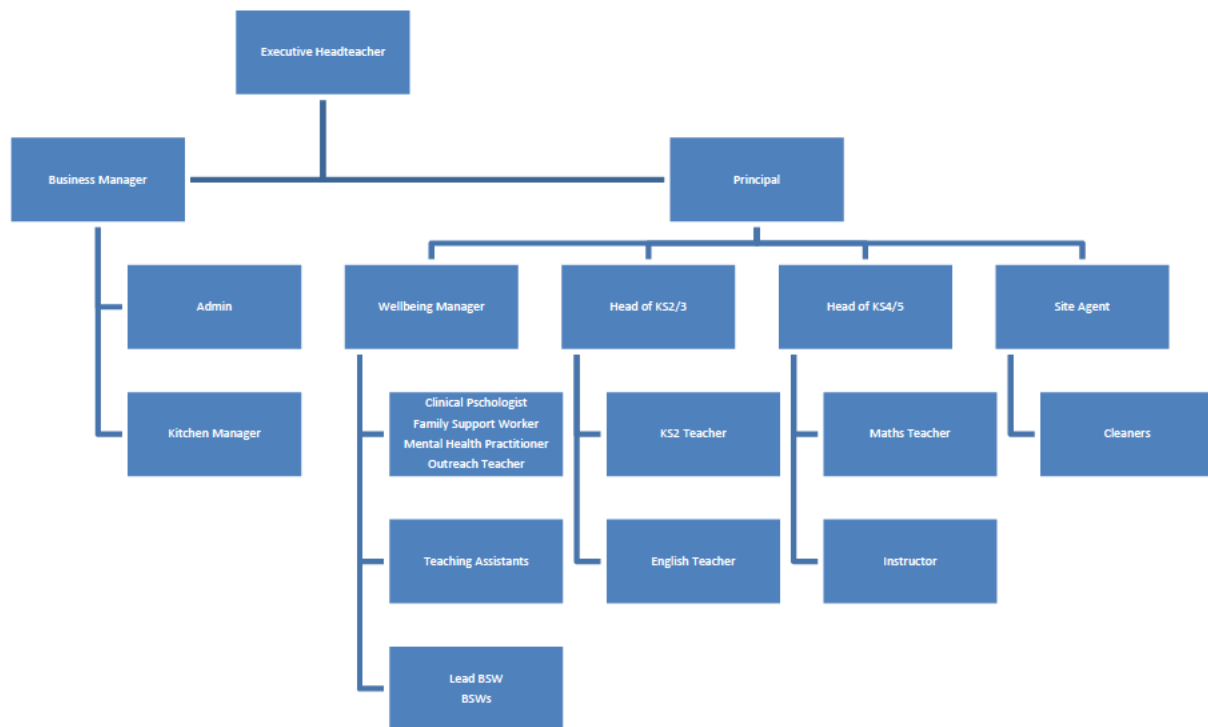 Executive Headteacher
Business Manager
Principal
Admin
Wellbeing Manager
Head of KS2/3
Head of KS4/5
Site Agent
Kitchen Manager
Clinical Pschologist
Family Support Worker
Mental Health Practitioner
Outreach Teacher
KS2 Teacher
Maths Teacher
Cleaners
Teaching Assistants
English Teacher
Instructor
Lead BSW
BSWs